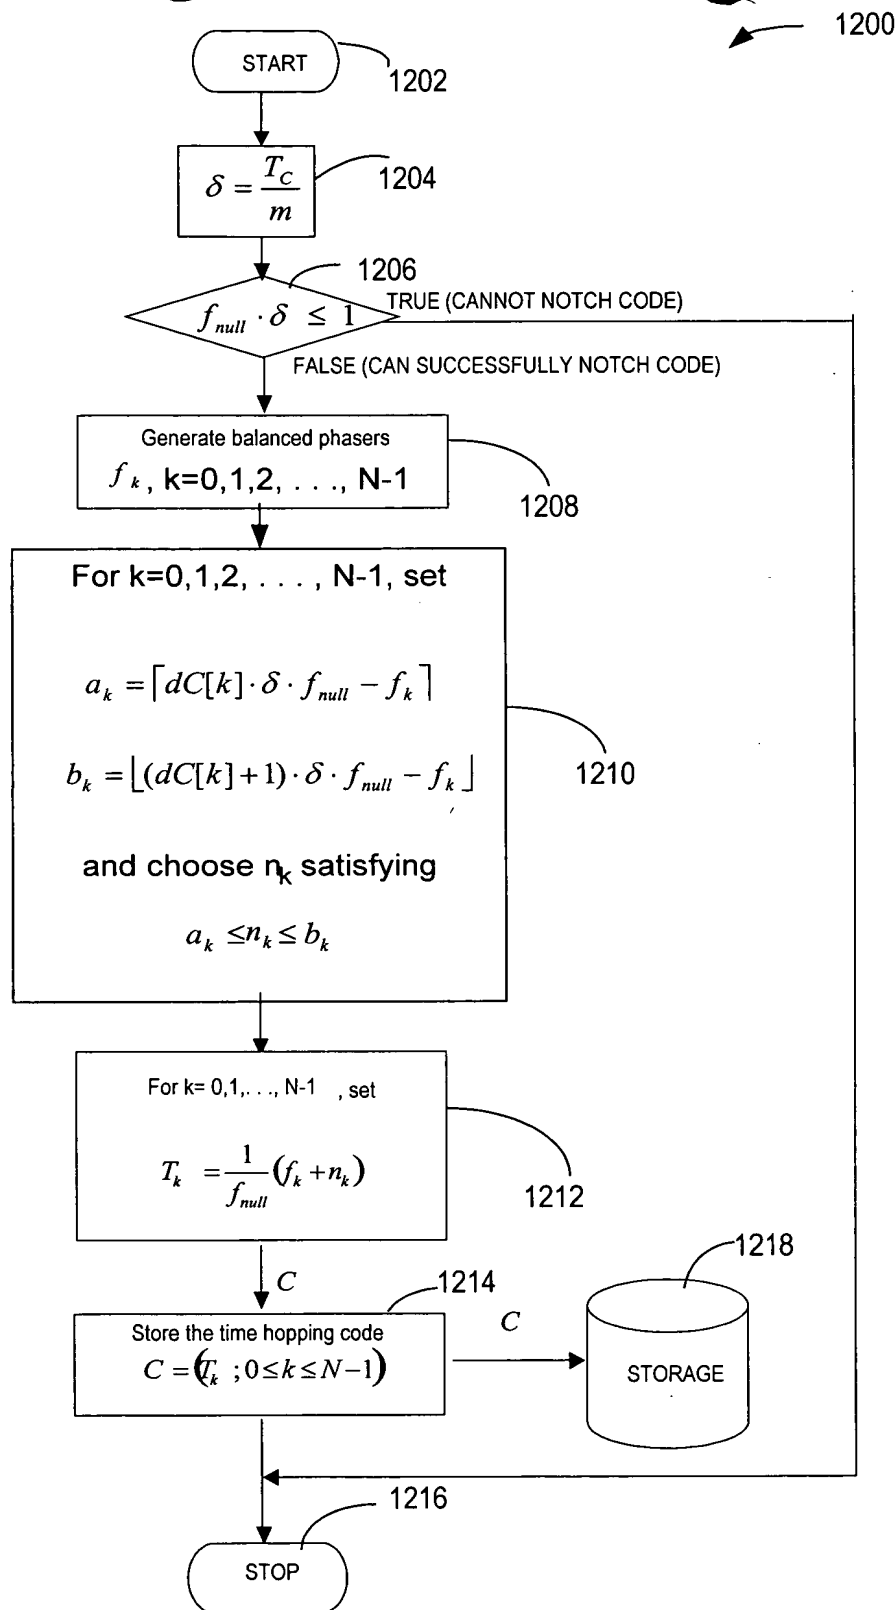 1200
START
1202
δ = T_C / m
1204
1206
f_null · δ ≤ 1
TRUE (CANNOT NOTCH CODE)
FALSE (CAN SUCCESSFULLY NOTCH CODE)
Generate balanced phasers
f_k, k=0,1,2, . . ., N-1
1208
For k=0,1,2, . . . , N-1, set
a_k = ⌈dC[k] · δ · f_null − f_k⌉
b_k = ⌊(dC[k]+1) · δ · f_null − f_k⌋
1210
and choose n_k satisfying
a_k ≤ n_k ≤ b_k
For k= 0,1,. . ., N-1 , set
T_k = 1 / f_null (f_k + n_k)
1212
C
1214
1218
Store the time hopping code
C = (T_k ; 0 ≤ k ≤ N−1)
C
STORAGE
1216
STOP